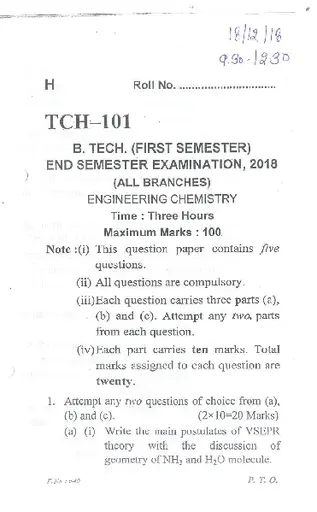 18/12/18
9.30-12.30
H Roll No. ................................
TCH–101
B. TECH. (FIRST SEMESTER)
END SEMESTER EXAMINATION, 2018
(ALL BRANCHES)
ENGINEERING CHEMISTRY
Time : Three Hours
Maximum Marks : 100
Note :(i) This question paper contains five
questions.
(ii) All questions are compulsory.
(iii)Each question carries three parts (a),
(b) and (c). Attempt any two parts
from each question.
(iv)Each part carries ten marks. Total
marks assigned to each question are
twenty.
1. Attempt any two questions of choice from (a),
(b) and (c). (2×10=20 Marks)
(a) (i) Write the main postulates of VSEPR
theory with the discussion of
geometry of NH₃ and H₂O molecule.
P. T. O.